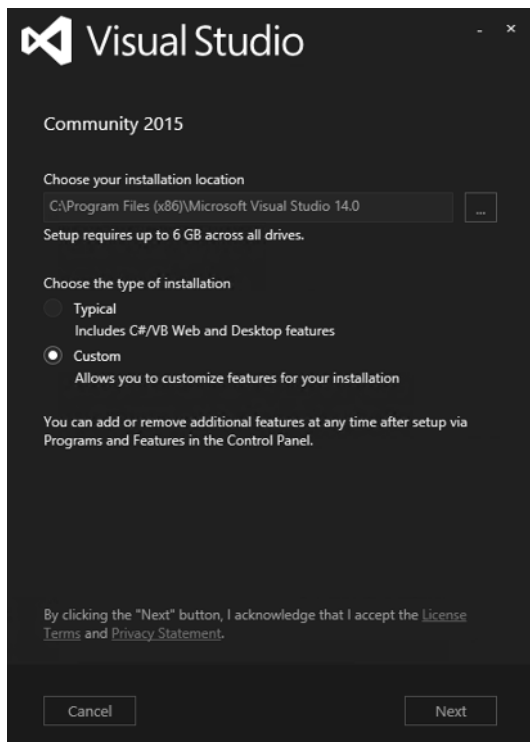 Visual Studio
Community 2015
Choose your installation location
C:\Program Files (x86)\Microsoft Visual Studio 14.0
...
Setup requires up to 6 GB across all drives.
Choose the type of installation
Typical
Includes C#/VB Web and Desktop features
Custom
Allows you to customize features for your installation
You can add or remove additional features at any time after setup via
Programs and Features in the Control Panel.
By clicking the "Next" button, I acknowledge that I accept the License
Terms and Privacy Statement.
Cancel
Next